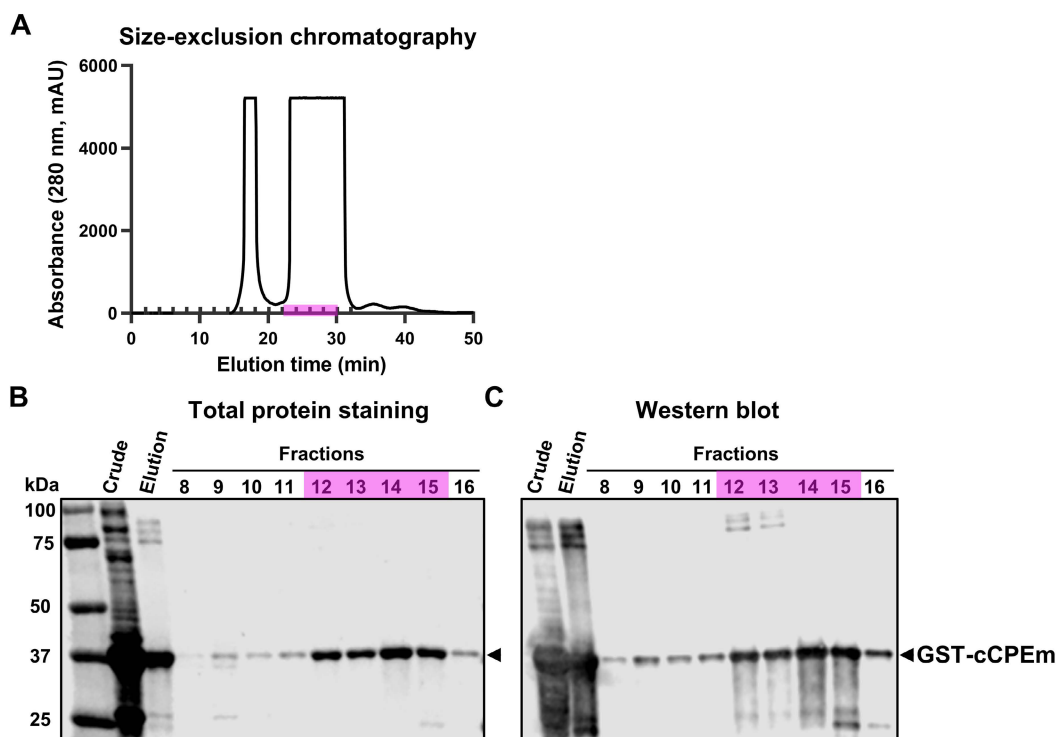 A
Size-exclusion chromatography
Absorbance (280 nm, mAU)
6000
4000
2000
0
0 10 20 30 40 50
Elution time (min)
B
Total protein staining
Crude
Elution
Fractions
8 9 10 11 12 13 14 15 16
kDa
100
75
50
37
25
C
Western blot
Crude
Elution
Fractions
8 9 10 11 12 13 14 15 16
GST-cCPEm